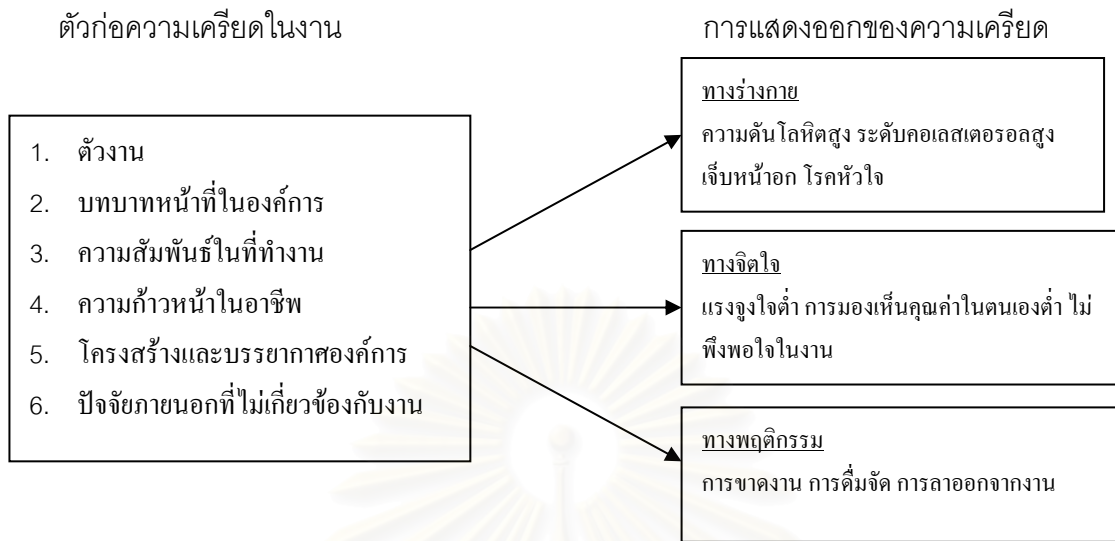 ตัวก่อความเครียดในงาน
1. ตัวงาน
2. บทบาทหน้าที่ในองค์การ
3. ความสัมพันธ์ในที่ทำงาน
4. ความก้าวหน้าในอาชีพ
5. โครงสร้างและบรรยากาศองค์การ
6. ปัจจัยภายนอกที่ไม่เกี่ยวข้องกับงาน
การแสดงออกของความเครียด
ทางร่างกาย
ความดันโลหิตสูง ระดับคอเลสเตอรอลสูง
เจ็บหน้าอก โรคหัวใจ
ทางจิตใจ
แรงจูงใจต่ำ การมองเห็นคุณค่าในตนเองต่ำ ไม่
พึงพอใจในงาน
ทางพฤติกรรม
การขาดงาน การดื่มจัด การลาออกจากงาน